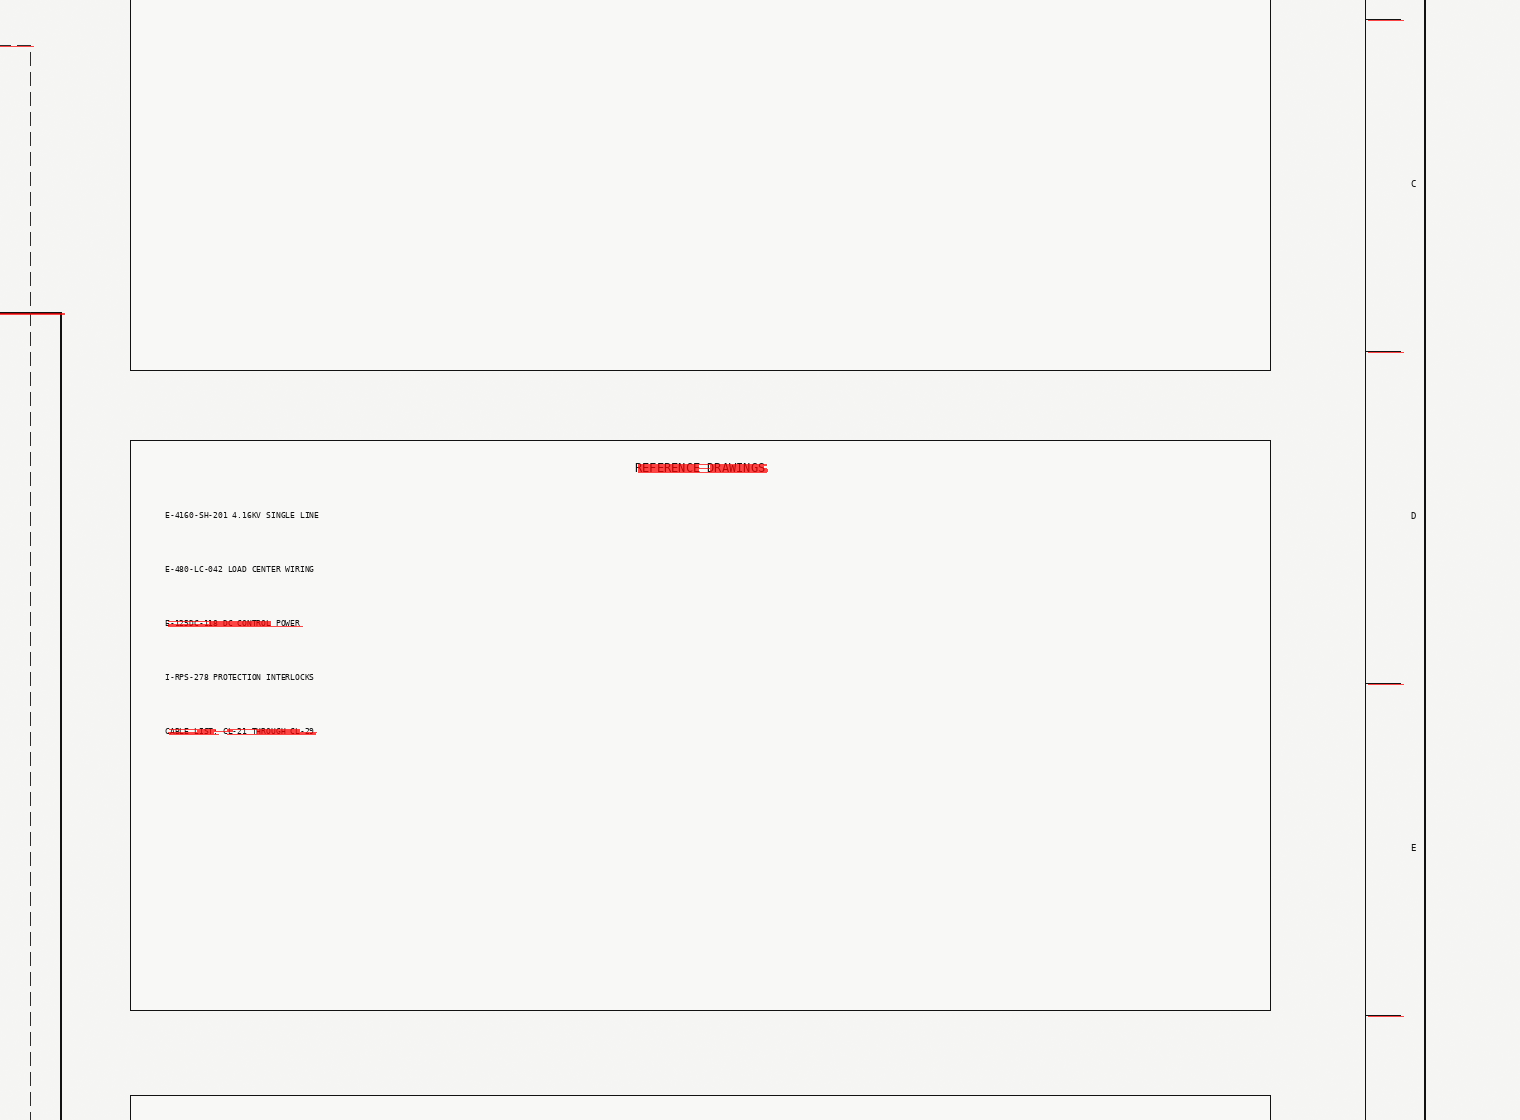 C
REFERENCE DRAWINGS
E-4160-SH-201 4.16KV SINGLE LINE
D
E-480-LC-042 LOAD CENTER WIRING
E-125DC-118 DC CONTROL POWER
I-RPS-278 PROTECTION INTERLOCKS
CABLE LIST: CL-21 THROUGH CL-29
E